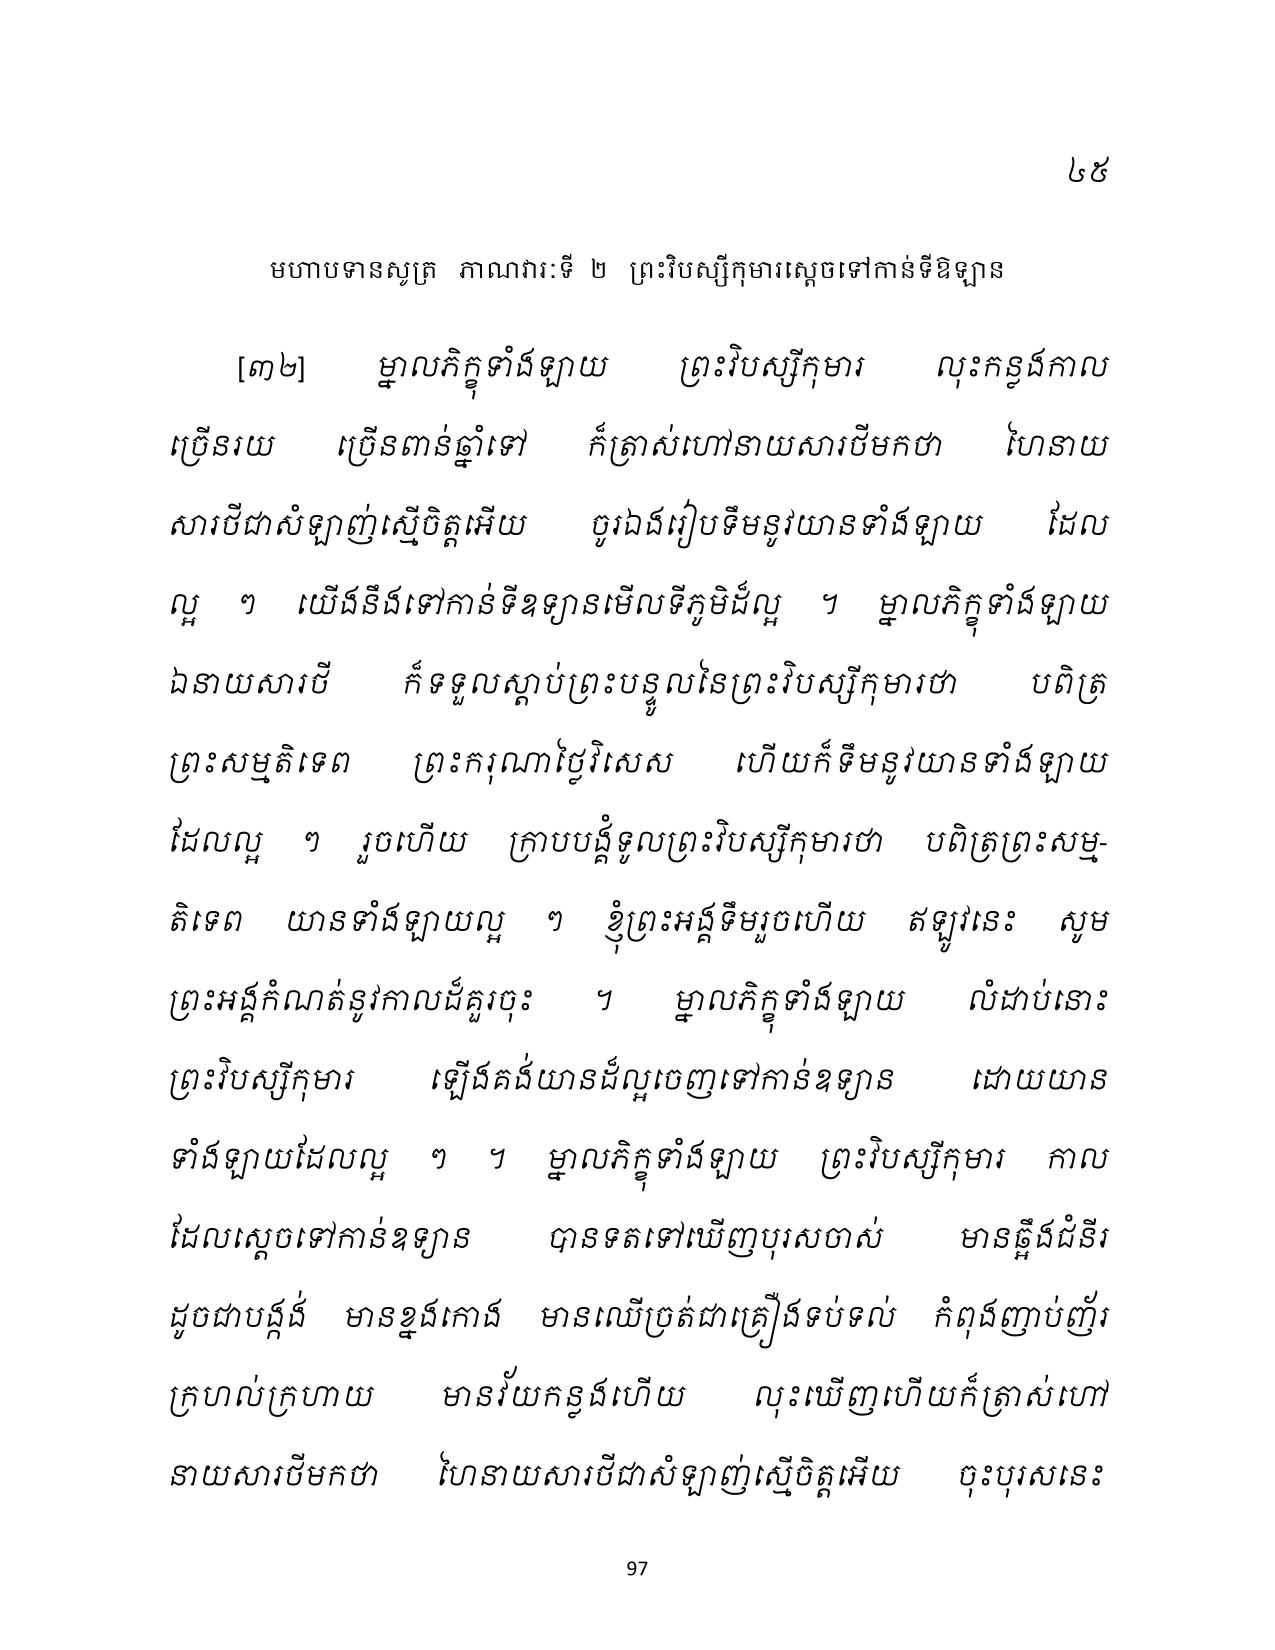 ៤៥
មហាបទានសូត្រ ភាណវារៈទី ២ ព្រះវិបស្សីកុមារស្តេចទៅកាន់ទីឱឡាន
[៣២] ម្នាលភិក្ខុទាំងឡាយ ព្រះវិបស្សីកុមារ លុះកន្លងកាល
ច្រើនរយ ច្រើនពាន់ឆ្នាំទៅ ក៏ត្រាស់ហៅនាយសារថីមកថា ហៃនាយ
សារថីជាសំឡាញ់ស្មើចិត្តអើយ ចូរឯងរៀបទឹមនូវយានទាំងឡាយ ដែល
ល្អ ៗ យើងនឹងទៅកាន់ទីឧទ្យានមើលទីភូមិដ៏ល្អ ។ ម្នាលភិក្ខុទាំងឡាយ
ឯនាយសារថី ក៏ទទួលស្តាប់ព្រះបន្ទូលនៃព្រះវិបស្សីកុមារថា បពិត្រ
ព្រះសម្មតិទេព ព្រះករុណាថ្លៃវិសេស ហើយក៏ទឹមនូវយានទាំងឡាយ
ដែលល្អ ៗ រួចហើយ ក្រាបបង្គំទូលព្រះវិបស្សីកុមារថា បពិត្រព្រះសម្ម-
តិទេព យានទាំងឡាយល្អ ៗ ខ្ញុំព្រះអង្គទឹមរួចហើយ ឥឡូវនេះ សូម
ព្រះអង្គកំណត់នូវកាលដ៏គួរចុះ ។ ម្នាលភិក្ខុទាំងឡាយ លំដាប់នោះ
ព្រះវិបស្សីកុមារ ឡើងគង់យានដ៏ល្អចេញទៅកាន់ឧទ្យាន ដោយយាន
ទាំងឡាយដែលល្អ ៗ ។ ម្នាលភិក្ខុទាំងឡាយ ព្រះវិបស្សីកុមារ កាល
ដែលស្តេចទៅកាន់ឧទ្យាន បានទតទៅឃើញបុរសចាស់ មានឆ្អឹងជំនីរ
ដូចជាបង្កង់ មានខ្នងកោង មានឈើច្រត់ជាគ្រឿងទប់ទល់ កំពុងញាប់ញ័រ
ក្រហល់ក្រហាយ មានវ័យកន្លងហើយ លុះឃើញហើយក៏ត្រាស់ហៅ
នាយសារថីមកថា ហៃនាយសារថីជាសំឡាញ់ស្មើចិត្តអើយ ចុះបុរសនេះ
97